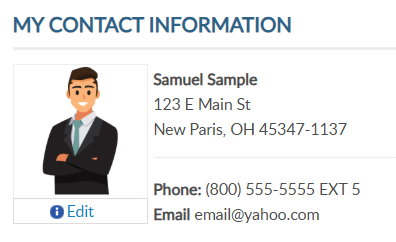 MY CONTACT INFORMATION
Samuel Sample
123 E Main St
New Paris, OH 45347-1137
Phone: (800) 555-5555 EXT 5
Email email@yahoo.com
Edit